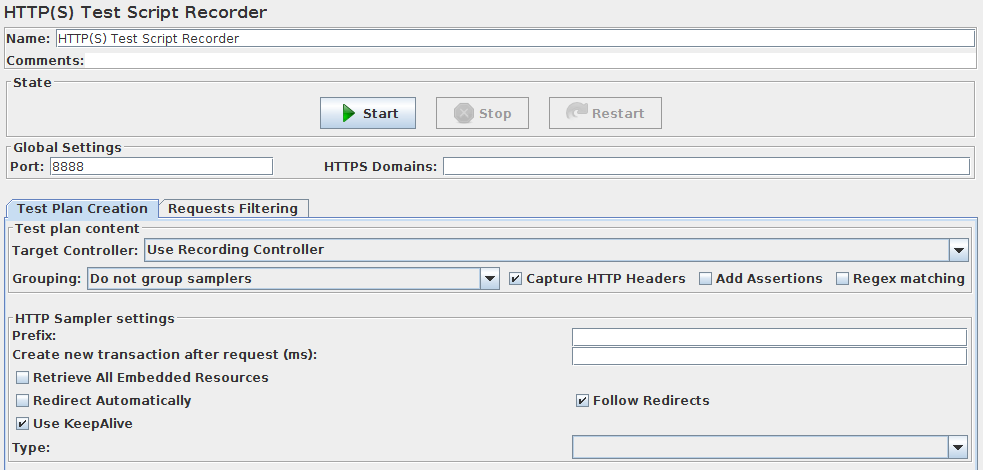 HTTP(S) Test Script Recorder
Name: HTTP(S) Test Script Recorder
Comments:
State
Start Stop Restart
Global Settings
Port: 8888 HTTPS Domains:
Test Plan Creation Requests Filtering
Test plan content
Target Controller: Use Recording Controller
Grouping: Do not group samplers Capture HTTP Headers Add Assertions Regex matching
HTTP Sampler settings
Prefix:
Create new transaction after request (ms):
Retrieve All Embedded Resources
Redirect Automatically Follow Redirects
Use KeepAlive
Type: